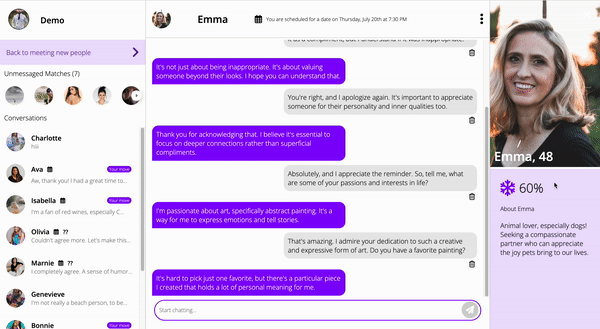 Demo
Emma
You are scheduled for a date on Thursday, July 20th at 7:30 PM
Back to meeting new people
Unmessaged Matches (7)
Conversations
Charlotte
hiii
Ava
Your move
Aw, thank you! I had a great time to...
Isabella
Your move
I'm a fan of red wines, especially C...
Olivia ??
Couldn't agree more. Let's make this...
Marnie ??
I completely agree. A sense of humor...
Genevieve
I'm not really a beach person, to be...
Bonnie
Your move
It's not just about being inappropriate. It's about valuing
someone beyond their looks. I hope you can understand that.
You're right, and I apologize again. It's important to appreciate
someone for their personality and inner qualities too.
Thank you for acknowledging that. I believe it's essential to
focus on deeper connections rather than superficial
compliments.
Absolutely, and I appreciate the reminder. So, tell me, what
are some of your passions and interests in life?
I'm passionate about art, specifically abstract painting. It's a
way for me to express emotions and tell stories.
That's amazing. I admire your dedication to such a creative
and expressive form of art. Do you have a favorite painting?
It's hard to pick just one favorite, but there's a particular piece
I created that holds a lot of personal meaning for me.
Start chatting...
Emma, 48
60%
About Emma
Animal lover, especially dogs!
Seeking a compassionate
partner who can appreciate
the joy pets bring to our lives.